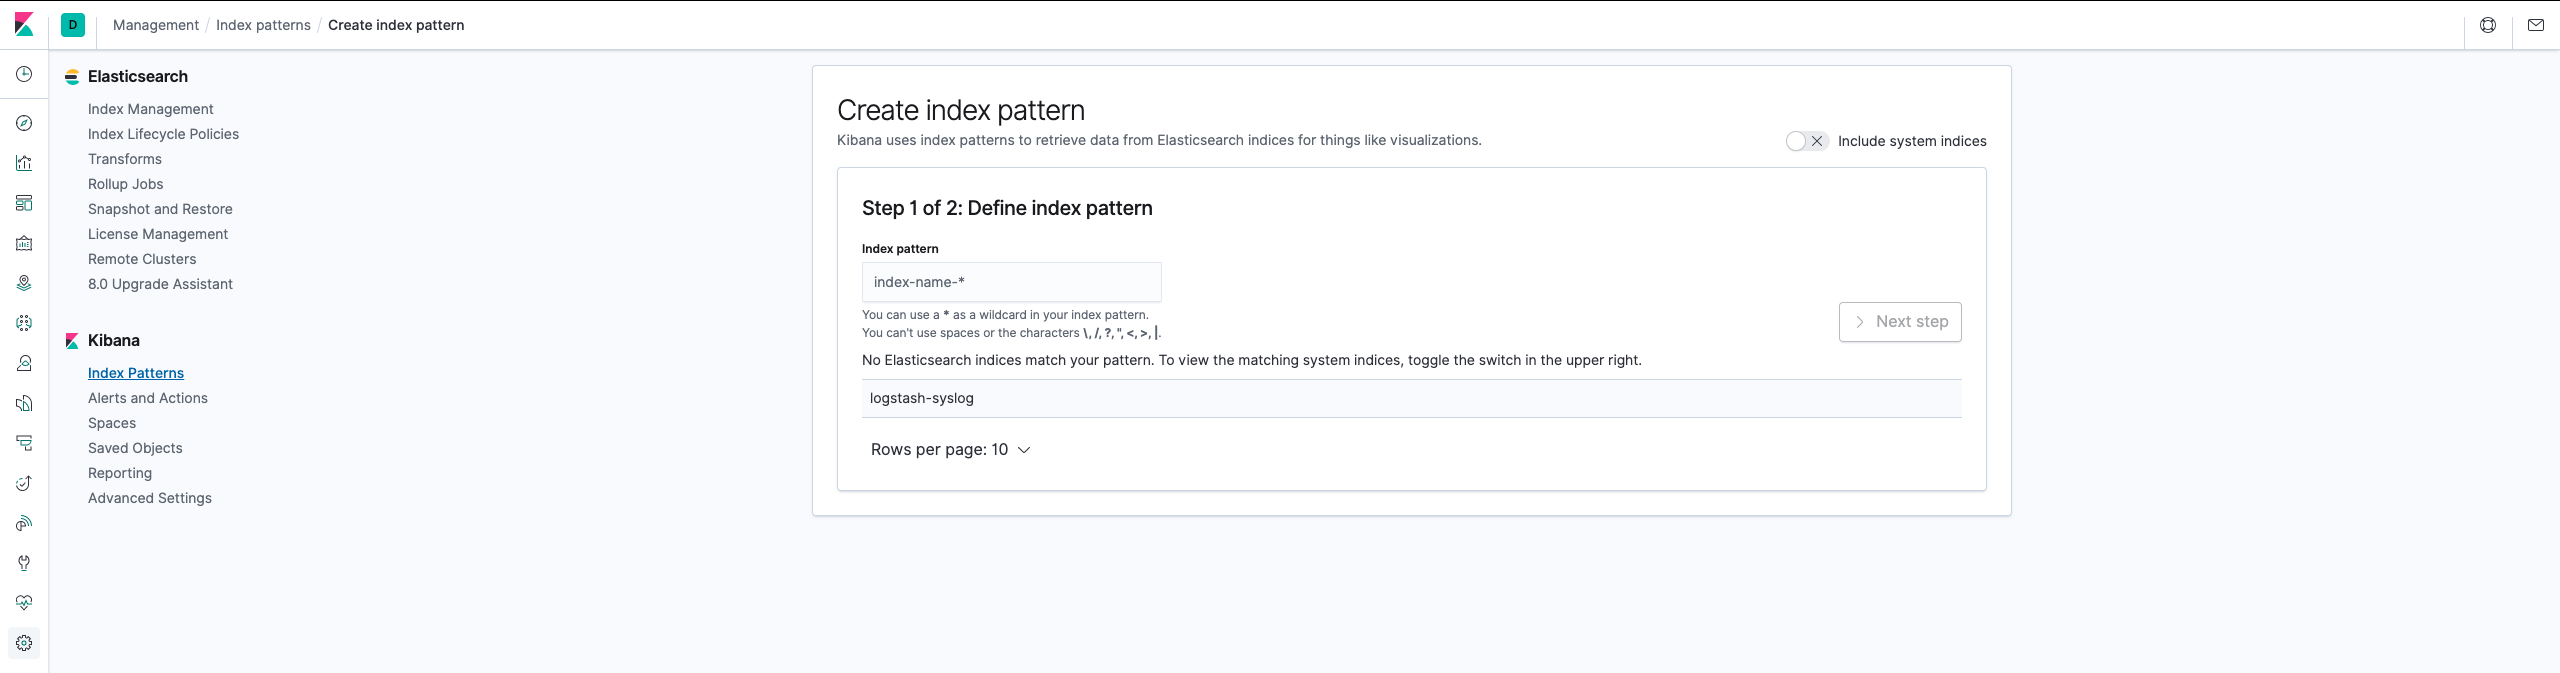 D
Management / Index patterns / Create index pattern
Elasticsearch
Index Management
Index Lifecycle Policies
Transforms
Rollup Jobs
Snapshot and Restore
License Management
Remote Clusters
8.0 Upgrade Assistant
Kibana
Index Patterns
Alerts and Actions
Spaces
Saved Objects
Reporting
Advanced Settings
Create index pattern
Kibana uses index patterns to retrieve data from Elasticsearch indices for things like visualizations.
Include system indices
Step 1 of 2: Define index pattern
Index pattern
index-name-*
You can use a * as a wildcard in your index pattern.
You can't use spaces or the characters \, /, ?, ", <, >, |.
Next step
No Elasticsearch indices match your pattern. To view the matching system indices, toggle the switch in the upper right.
logstash-syslog
Rows per page: 10